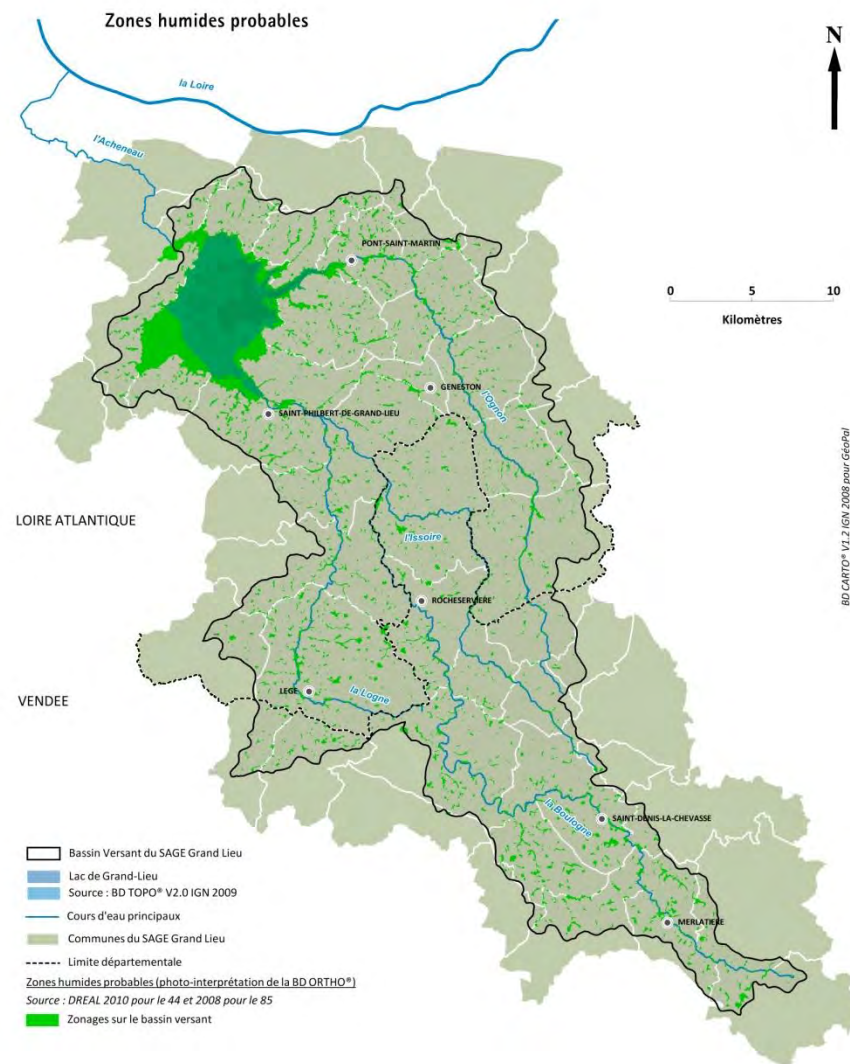 Zones humides probables
N
la Loire
l'Acheneau
PONT-SAINT-MARTIN
0 5 10
Kilomètres
GENESTON
l'Ognon
SAINT-PHILBERT-DE-GRAND-LIEU
BD CARTO® V1.2 IGN 2008 pour GéoPal
LOIRE ATLANTIQUE
l'Issoire
ROCHESERVIERE
LEGE
la Logne
VENDEE
la Boulogne
SAINT-DENIS-LA-CHEVASSE
MERLATIERE
Bassin Versant du SAGE Grand Lieu
Lac de Grand-Lieu
Source : BD TOPO® V2.0 IGN 2009
Cours d'eau principaux
Communes du SAGE Grand Lieu
Limite départementale
Zones humides probables (photo-interprétation de la BD ORTHO®)
Source : DREAL 2010 pour le 44 et 2008 pour le 85
Zonages sur le bassin versant